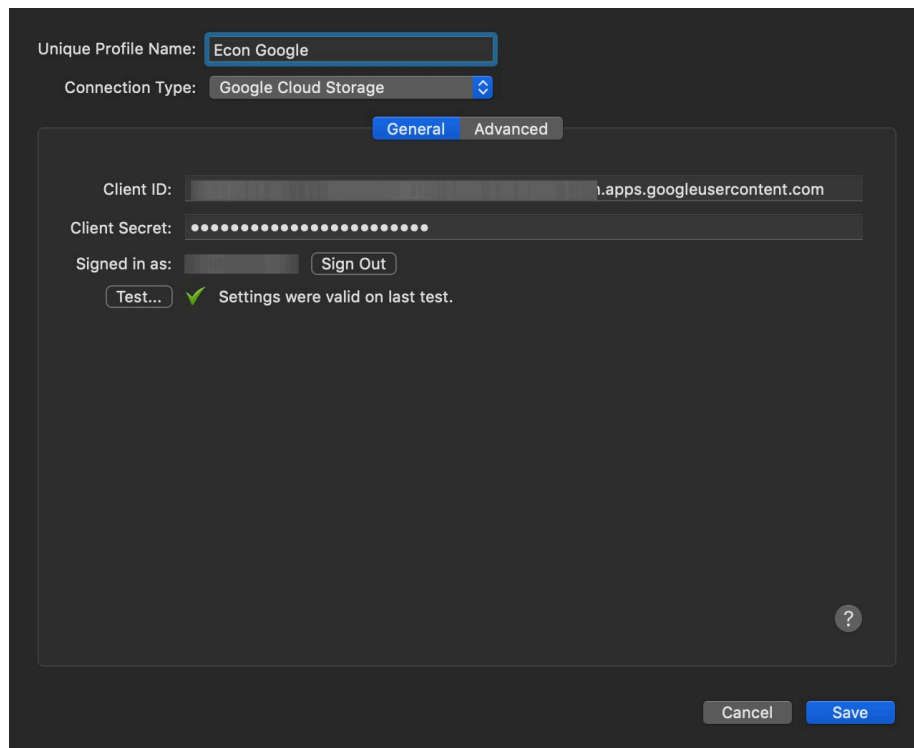 Unique Profile Name: Econ Google
Connection Type: Google Cloud Storage
General Advanced
Client ID: .apps.googleusercontent.com
Client Secret: ••••••••••••••••••••••••
Signed in as: Sign Out
Test... Settings were valid on last test.
?
Cancel Save